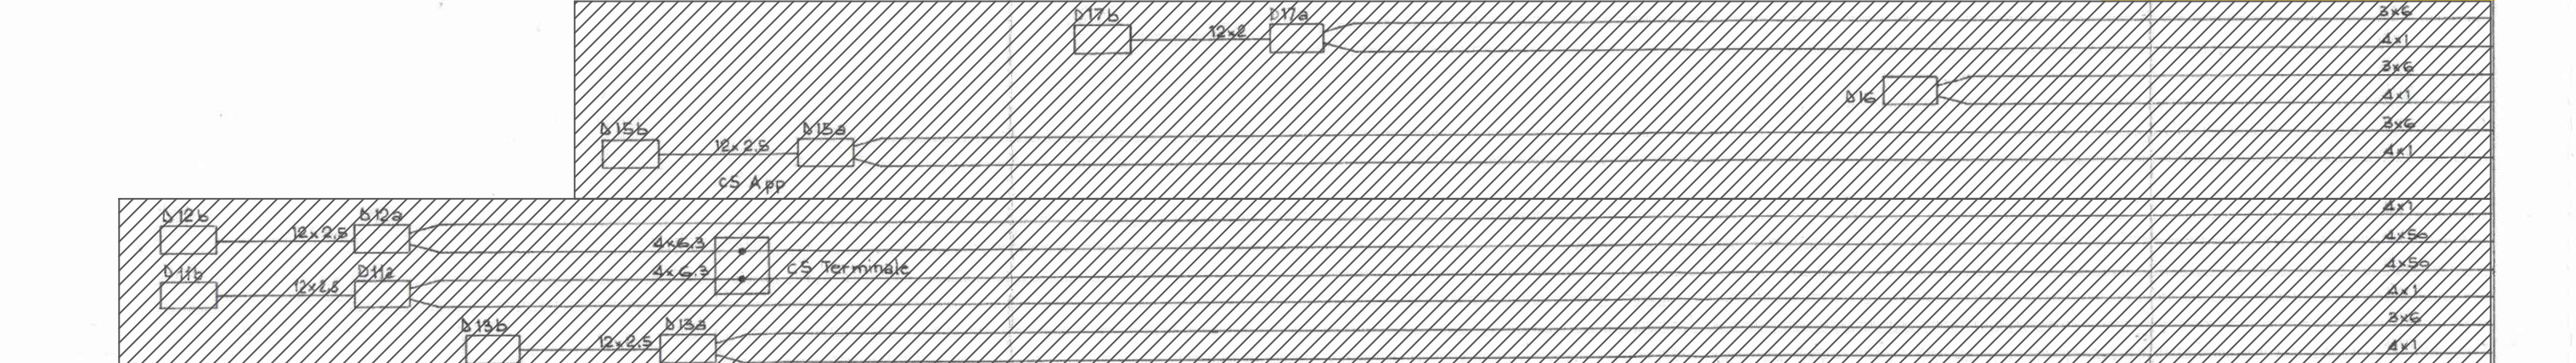 D17b 12x2 D17a 3x6
4x1
3x6
D16 4x1
D15b 12x2,5 D15a 3x6
4x1
cS App
D12b 12x2,5 D12a 4x1
4x6,3 4x50
D11b 12x2,5 D11a 4x6,3 cS Terminale 4x50
4x1
D13b 12x2,5 D13a 3x6
4x1